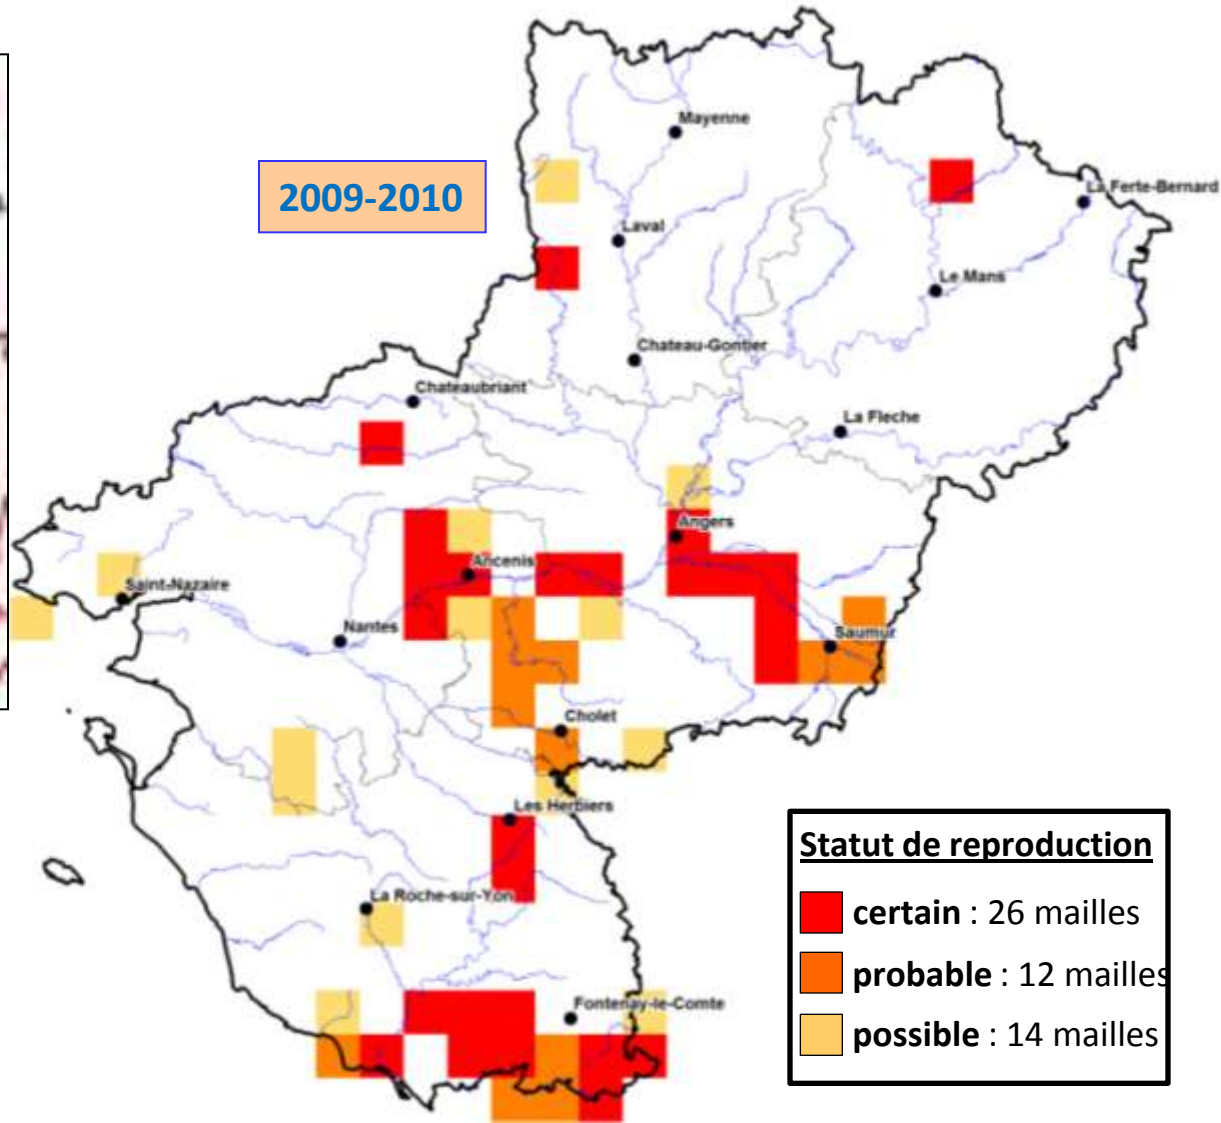 Mayenne
2009-2010
La Ferte-Bernard
Laval
Le Mans
Chateau-Gontier
Chateaubriant
La Fleche
Angers
Ancenis
Saint-Nazaire
Nantes
Saumur
Cholet
Les Herbiers
La Roche-sur-Yon
Fontenay-le-Comte
Statut de reproduction
certain : 26 mailles
probable : 12 mailles
possible : 14 mailles